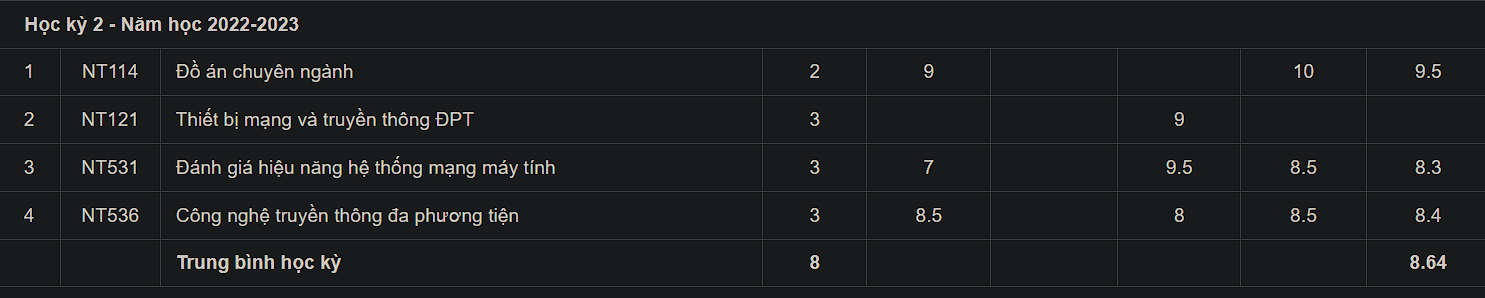 Học kỳ 2 - Năm học 2022-2023
1 NT114 Đồ án chuyên ngành 2 9 10 9.5
2 NT121 Thiết bị mạng và truyền thông ĐPT 3 9
3 NT531 Đánh giá hiệu năng hệ thống mạng máy tính 3 7 9.5 8.5 8.3
4 NT536 Công nghệ truyền thông đa phương tiện 3 8.5 8 8.5 8.4
Trung bình học kỳ 8 8.64